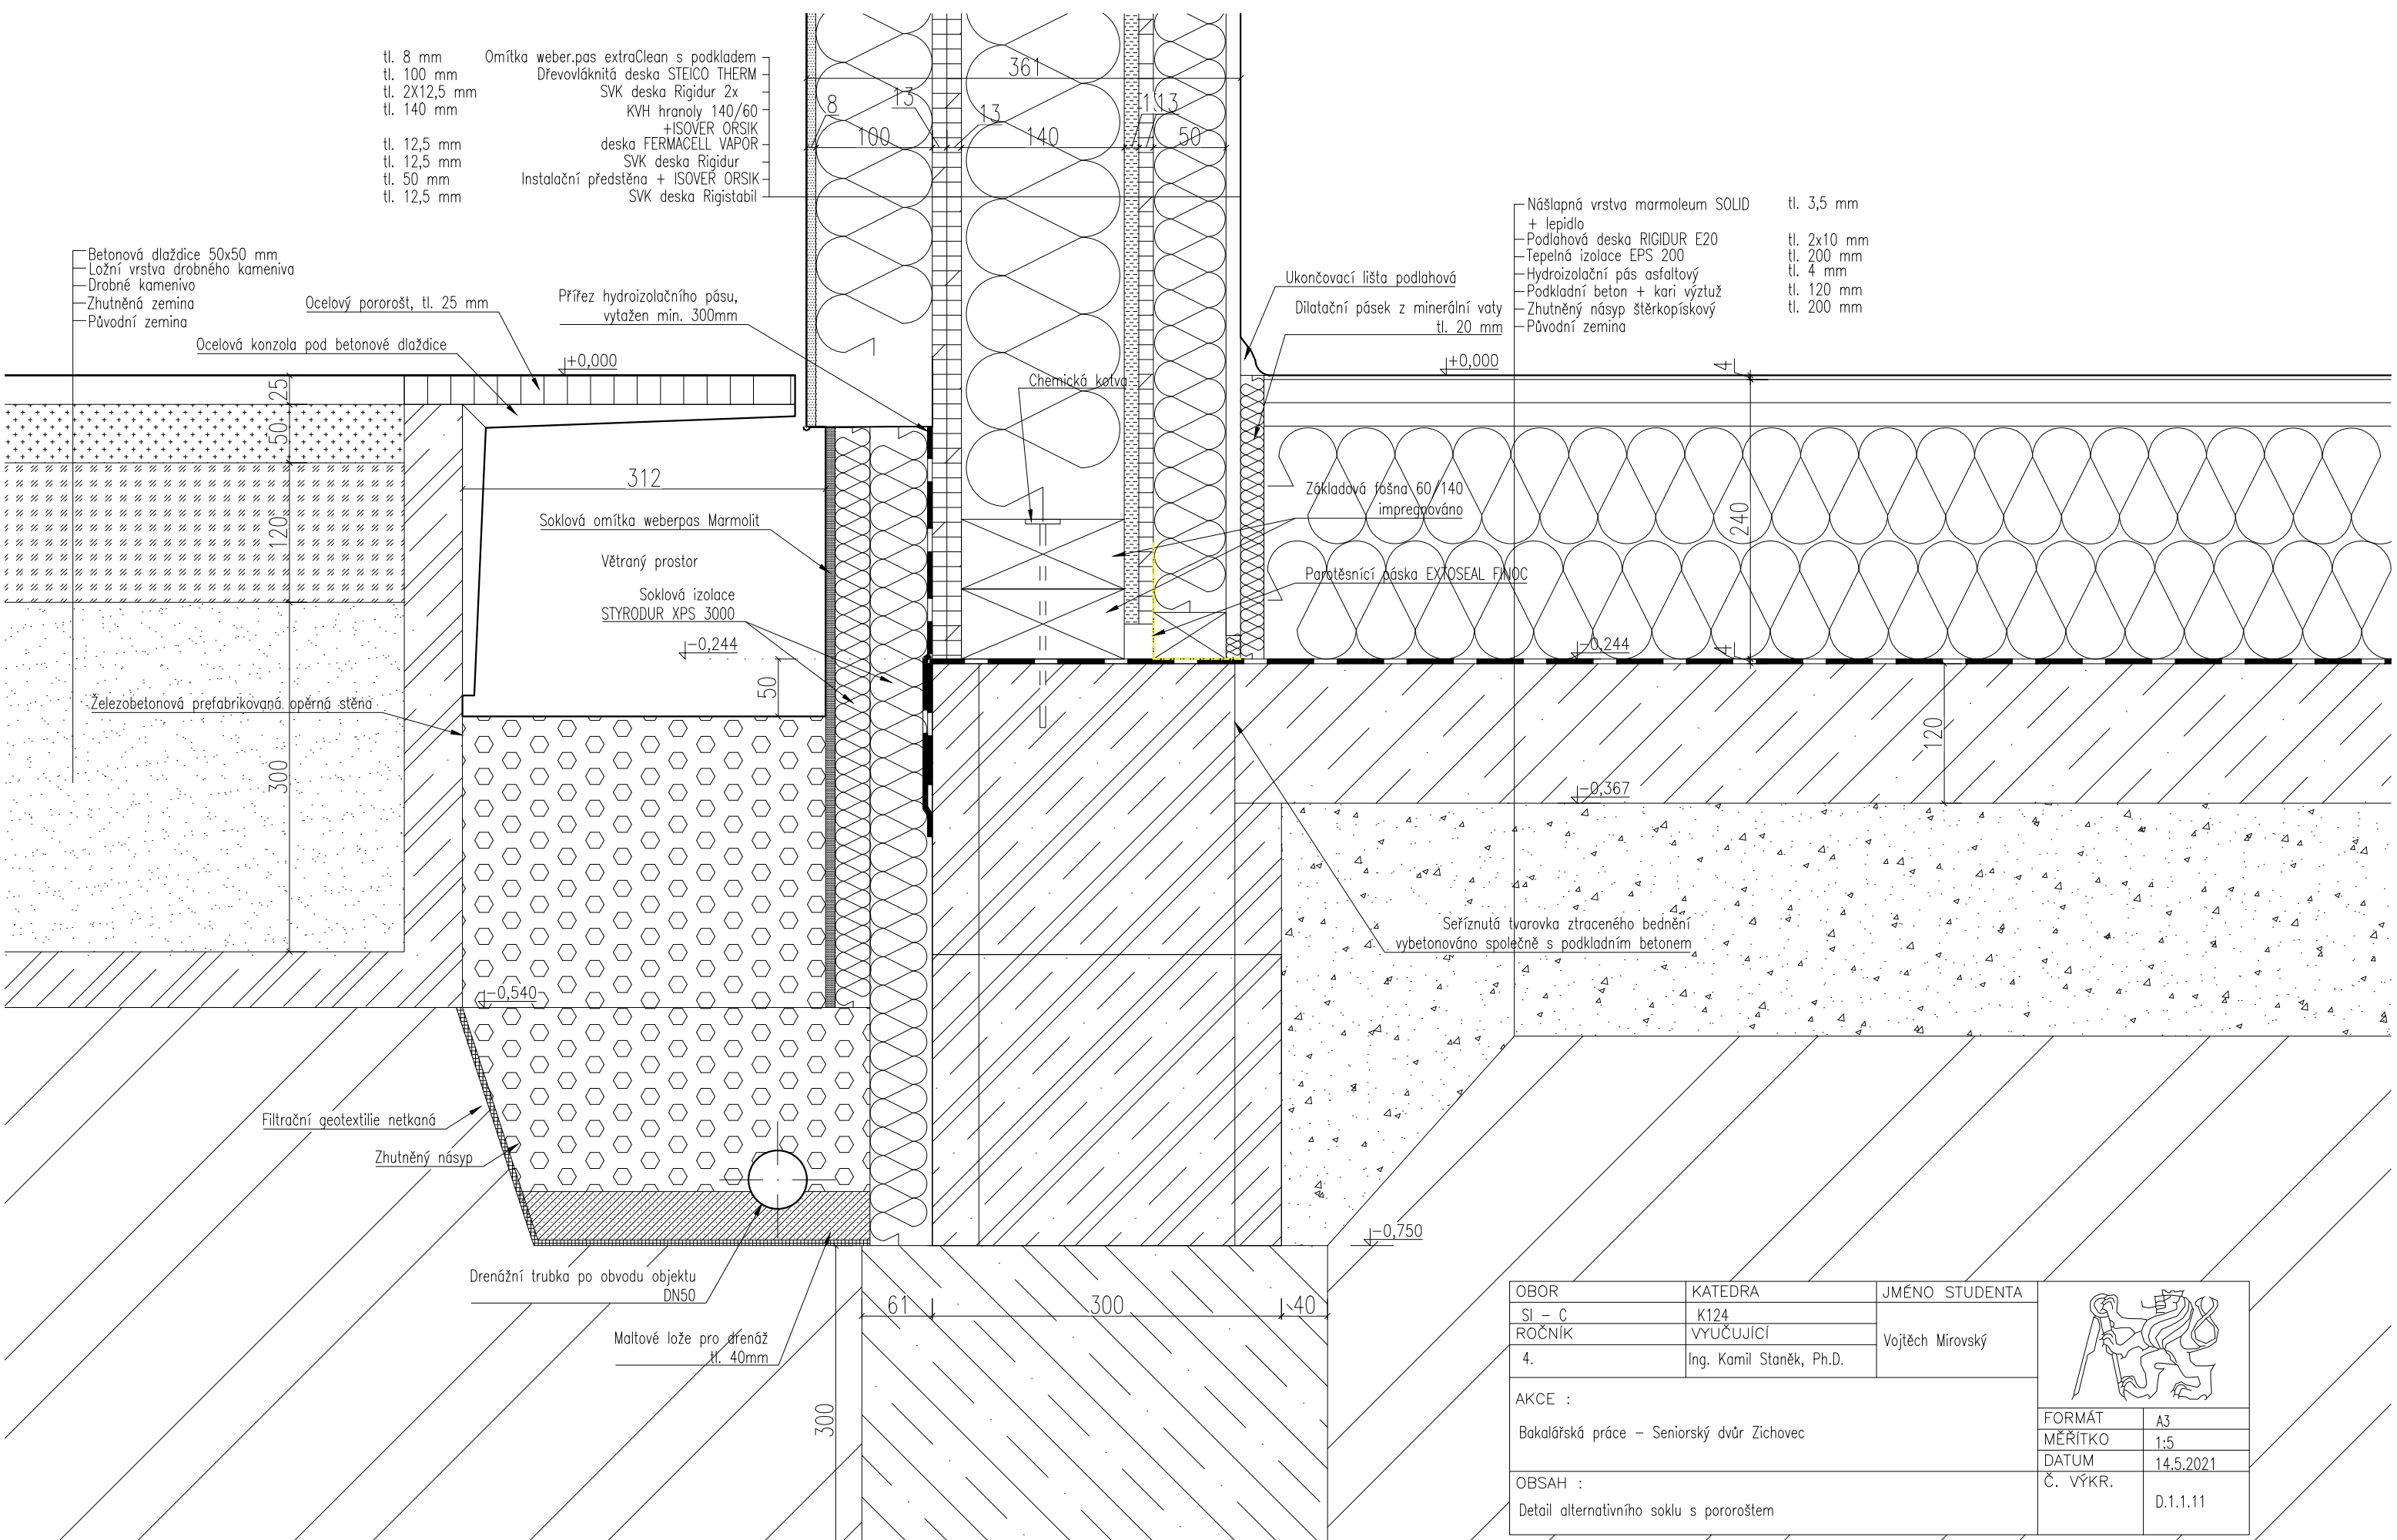 tl. 8 mm Omítka weber.pas extraClean s podkladem
tl. 100 mm Dřevovláknitá deska STEICO THERM
tl. 2X12,5 mm SVK deska Rigidur 2x
tl. 140 mm KVH hranoly 140/60
+ISOVER ORSIK
tl. 12,5 mm deska FERMACELL VAPOR
tl. 12,5 mm SVK deska Rigidur
tl. 50 mm Instalační předstěna + ISOVER ORSIK
tl. 12,5 mm SVK deska Rigistabil
361
8
13
13
13
100
140
50
Nášlapná vrstva marmoleum SOLID tl. 3,5 mm
+ lepidlo
Podlahová deska RIGIDUR E20 tl. 2x10 mm
Tepelná izolace EPS 200 tl. 200 mm
Hydroizolační pás asfaltový tl. 4 mm
Podkladní beton + kari výztuž tl. 120 mm
Zhutněný násyp štěrkopískový tl. 200 mm
Původní zemina
Betonová dlaždice 50x50 mm
Ložní vrstva drobného kameniva
Drobné kamenivo
Zhutněná zemina
Původní zemina
Ocelový pororošt, tl. 25 mm
Ocelová konzola pod betonové dlaždice
Přířez hydroizolačního pásu,
vytažen min. 300mm
Ukončovací lišta podlahová
Dilatační pásek z minerální vaty
tl. 20 mm
+0,000
+0,000
Chemická kotva
25
50
120
300
4
240
4
312
Základová fošna 60/140
impregnováno
Soklová omítka weberpas Marmolit
Větraný prostor
Parotěsnící páska EXTOSEAL FINOC
Soklová izolace
STYRODUR XPS 3000
-0,244
-0,244
50
Železobetonová prefabrikovaná opěrná stěna
120
-0,367
Seříznutá tvarovka ztraceného bednění
vybetonováno společně s podkladním betonem
-0,540
Filtrační geotextilie netkaná
Zhutněný násyp
-0,750
Drenážní trubka po obvodu objektu
DN50
61
300
40
Maltové lože pro drenáž
tl. 40mm
300
OBOR KATEDRA JMÉNO STUDENTA
SI - C K124
ROČNÍK VYUČUJÍCÍ
Vojtěch Mirovský
4. Ing. Kamil Staněk, Ph.D.
AKCE :
Bakalářská práce - Seniorský dvůr Zichovec
FORMÁT A3
MĚŘÍTKO 1:5
DATUM 14.5.2021
OBSAH :
Detail alternativního soklu s pororoštem
Č. VÝKR.
D.1.1.11